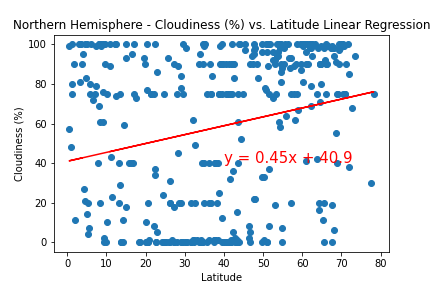 Northern Hemisphere - Cloudiness (%) vs. Latitude Linear Regression
100
80
60
40
20
0
Cloudiness (%)
y = 0.45x + 40.9
0 10 20 30 40 50 60 70 80
Latitude